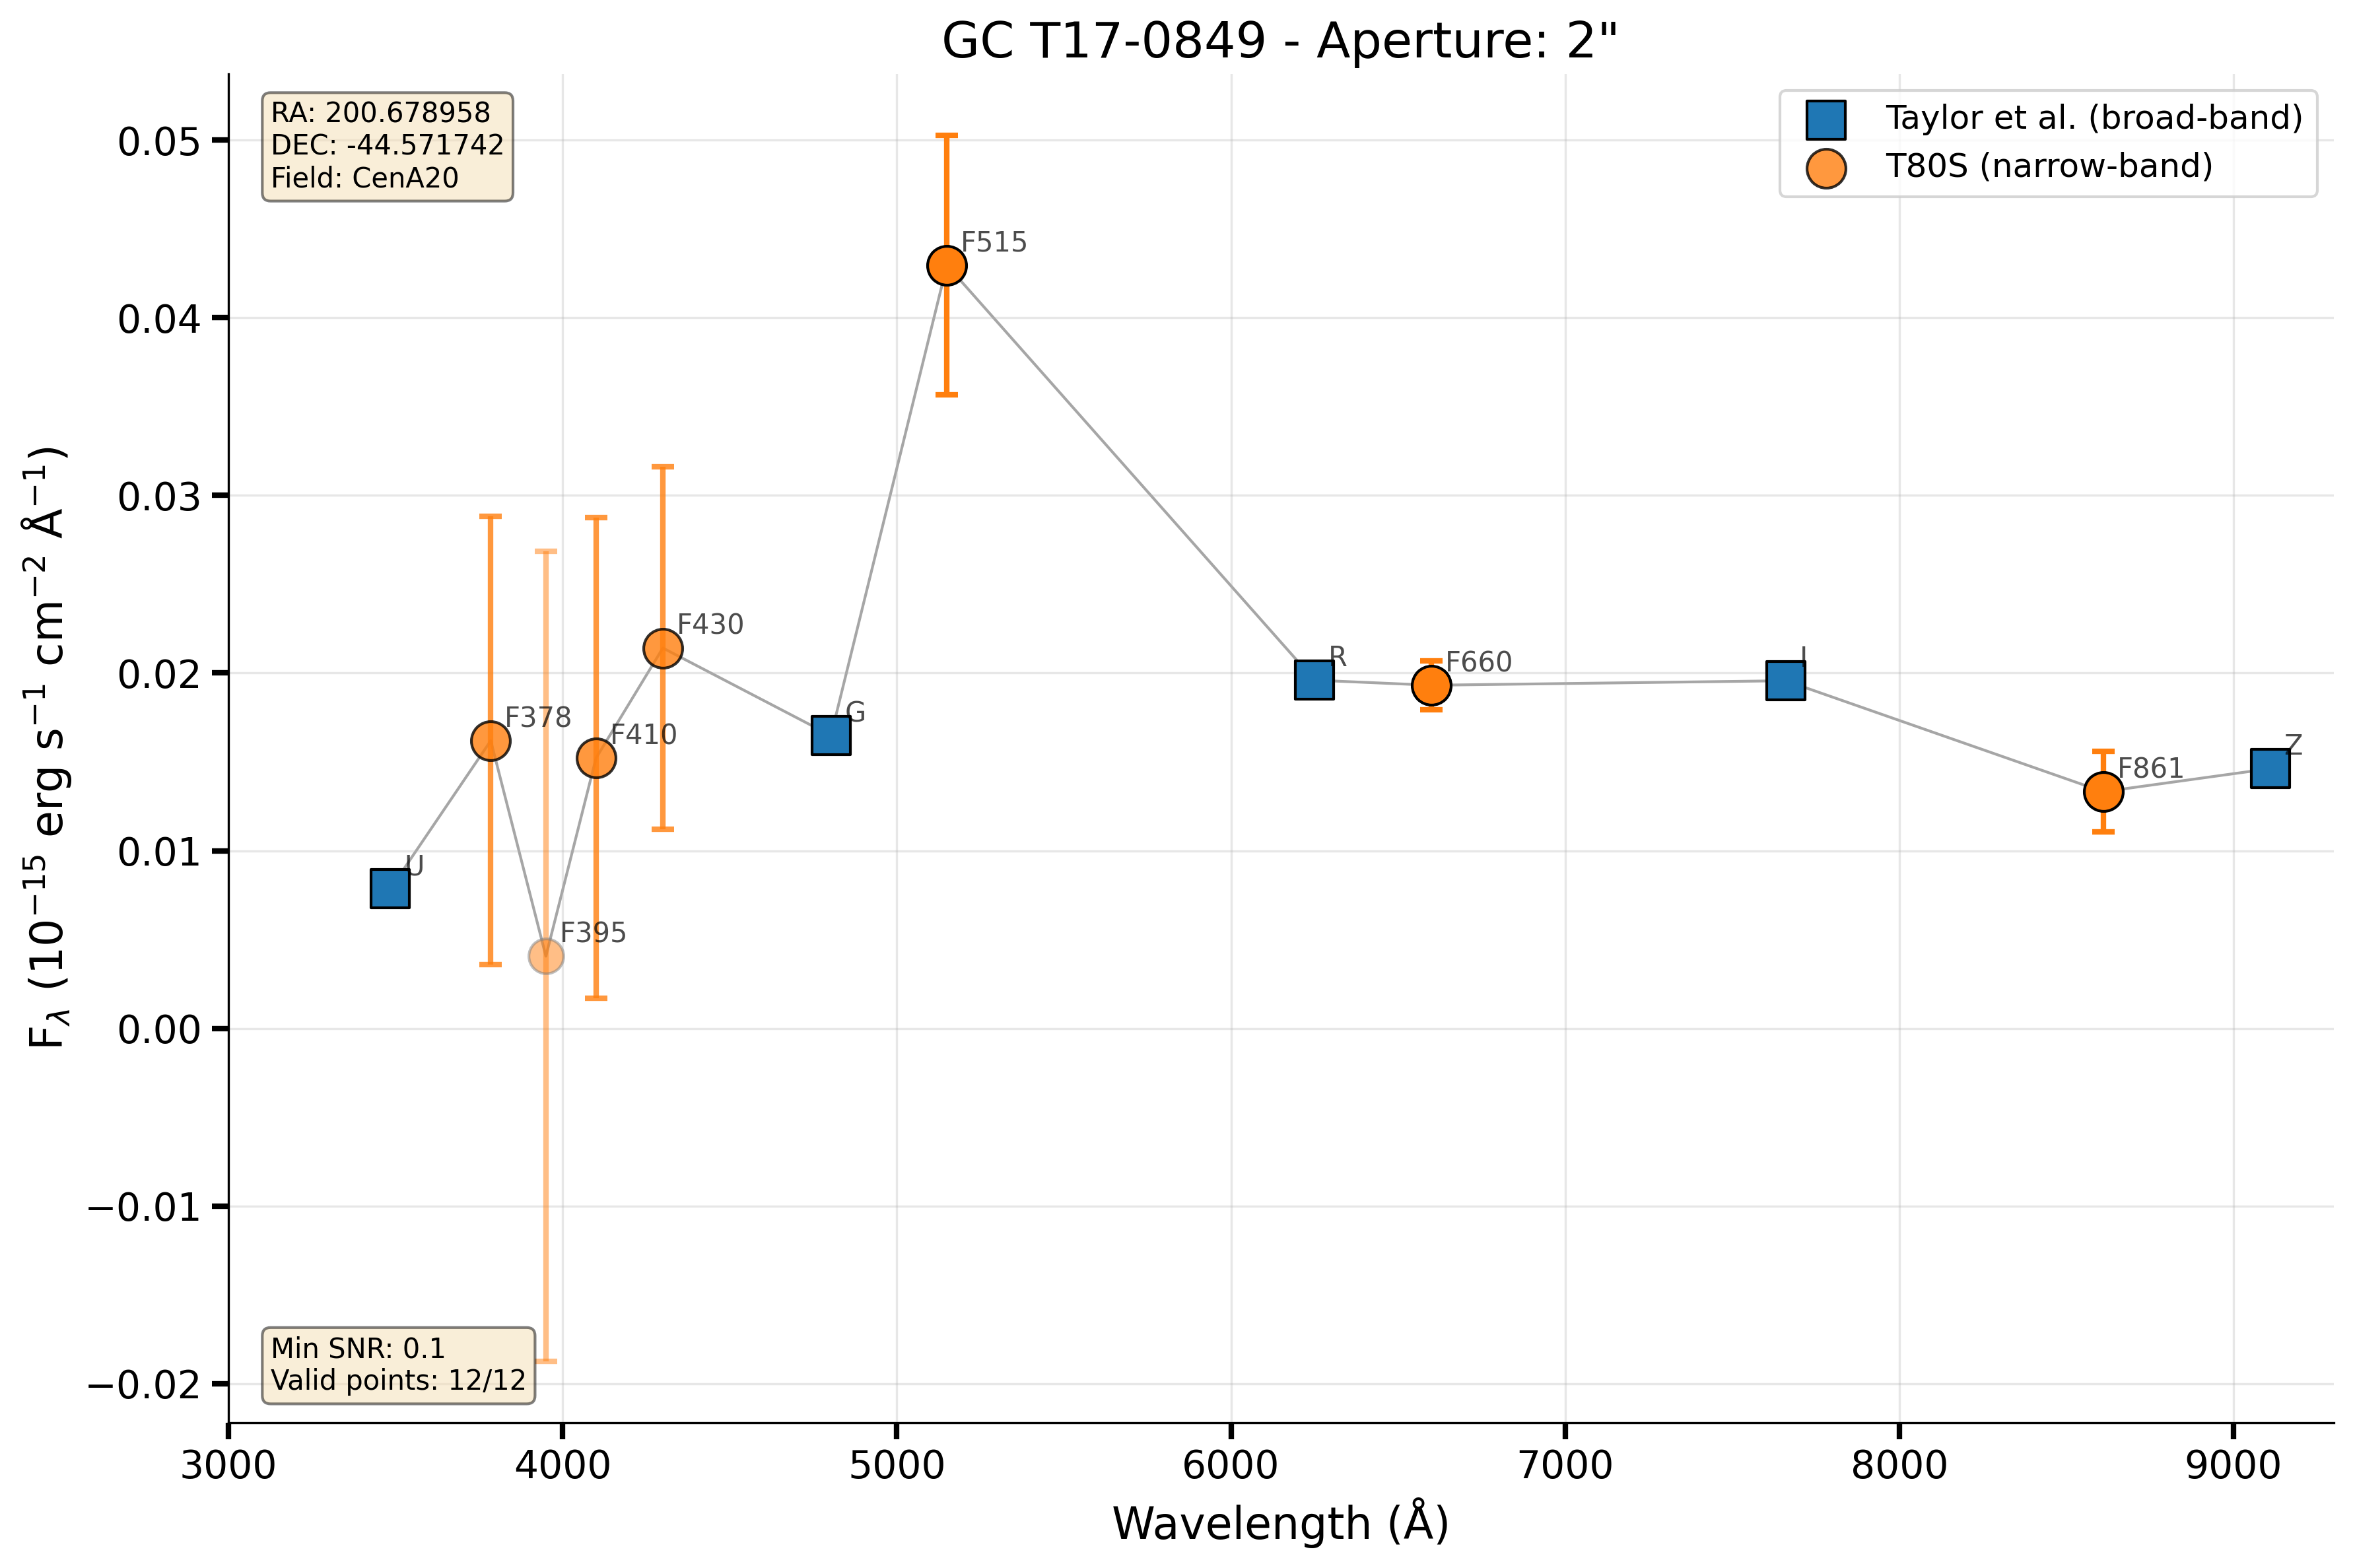 GC T17-0849 - Aperture: 2"
RA: 200.678958
DEC: -44.571742
Field: CenA20
Taylor et al. (broad-band)
T80S (narrow-band)
F515
F430
F378
F410
F395
U
G
R
F660
I
F861
Z
0.05
0.04
0.03
0.02
0.01
0.00
−0.01
−0.02
F$_λ$ (10$^{−15}$ erg s$^{−1}$ cm$^{−2}$ Å$^{−1}$)
Min SNR: 0.1
Valid points: 12/12
3000 4000 5000 6000 7000 8000 9000
Wavelength (Å)